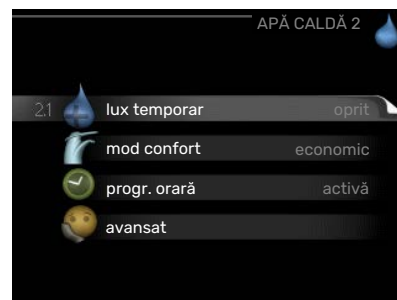 APĂ CALDĂ 2
2.1 lux temporar oprit
mod confort economic
progr. orară activă
avansat